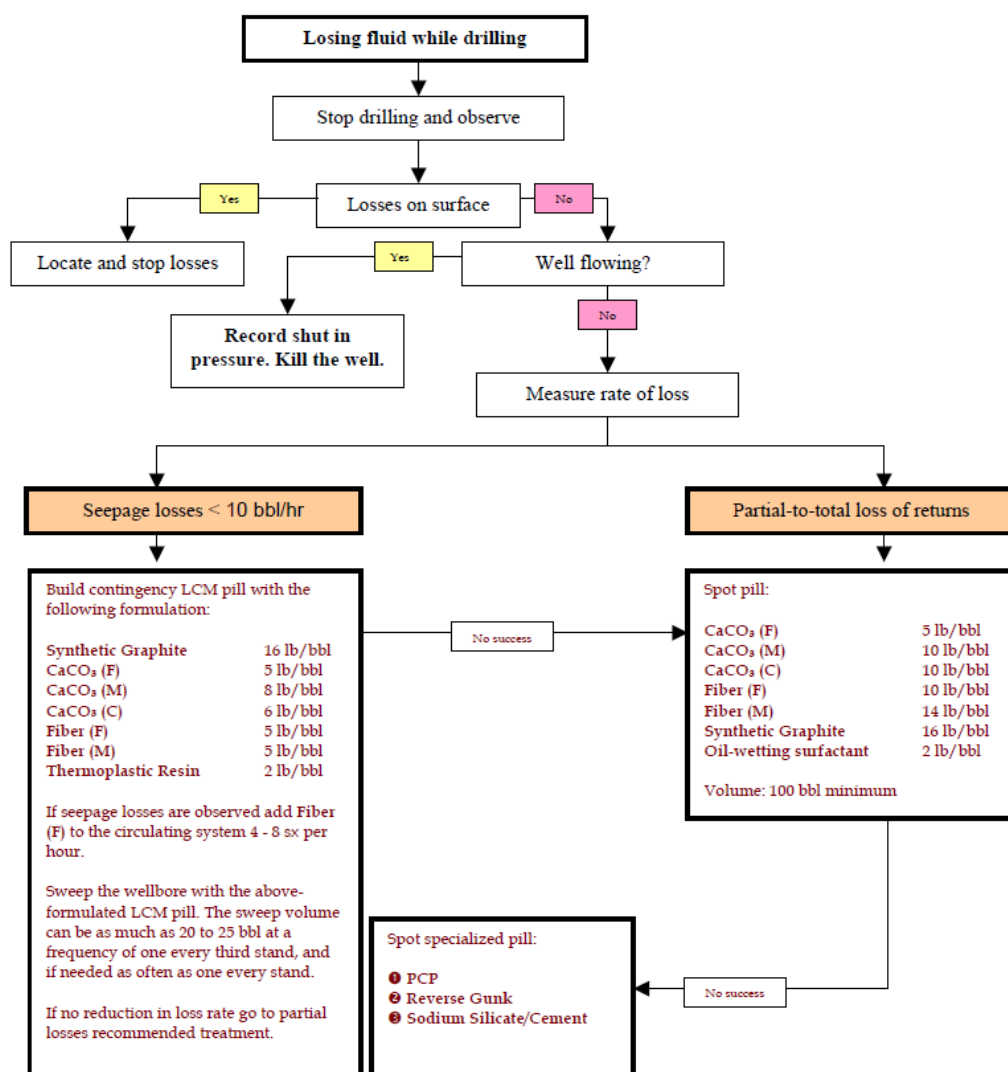 Losing fluid while drilling
Stop drilling and observe
Yes
Losses on surface
No
Locate and stop losses
Yes
Well flowing?
Record shut in
pressure. Kill the well.
No
Measure rate of loss
Seepage losses < 10 bbl/hr
Partial-to-total loss of returns
Build contingency LCM pill with the
following formulation:
Synthetic Graphite 16 lb/bbl
CaCO₃ (F) 5 lb/bbl
CaCO₃ (M) 8 lb/bbl
CaCO₃ (C) 6 lb/bbl
Fiber (F) 5 lb/bbl
Fiber (M) 5 lb/bbl
Thermoplastic Resin 2 lb/bbl
If seepage losses are observed add Fiber
(F) to the circulating system 4 - 8 sx per
hour.
Sweep the wellbore with the above-
formulated LCM pill. The sweep volume
can be as much as 20 to 25 bbl at a
frequency of one every third stand, and
if needed as often as one every stand.
If no reduction in loss rate go to partial
losses recommended treatment.
No success
Spot pill:
CaCO₃ (F) 5 lb/bbl
CaCO₃ (M) 10 lb/bbl
CaCO₃ (C) 10 lb/bbl
Fiber (F) 10 lb/bbl
Fiber (M) 14 lb/bbl
Synthetic Graphite 16 lb/bbl
Oil-wetting surfactant 2 lb/bbl
Volume: 100 bbl minimum
No success
Spot specialized pill:
❶ PCP
❷ Reverse Gunk
❸ Sodium Silicate/Cement